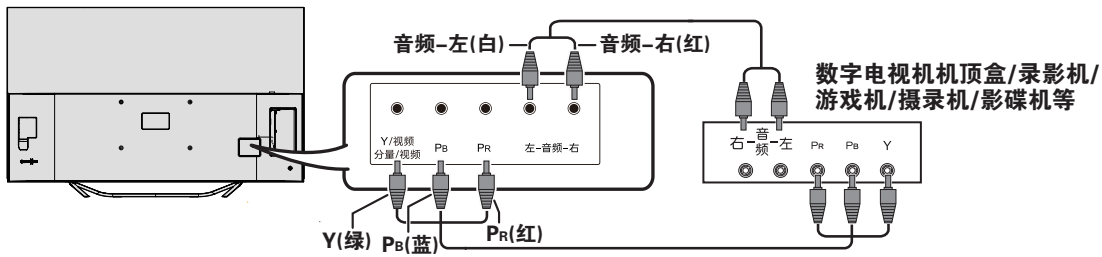 音频-左(白)
音频-右(红)
数字电视机机顶盒/录影机/
游戏机/摄录机/影碟机等
Y/视频
分量/视频
PB
PR
左-音频-右
右-音频-左
PR
PB
Y
Y(绿)
PB(蓝)
PR(红)